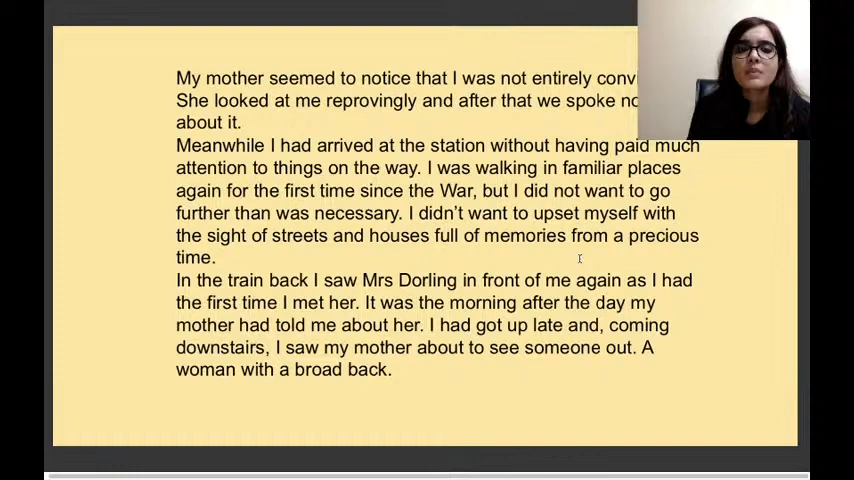 My mother seemed to notice that I was not entirely
She looked at me reprovingly and after that we spoke
about it.
Meanwhile I had arrived at the station without having paid much
attention to things on the way. I was walking in familiar places
again for the first time since the War, but I did not want to go
further than was necessary. I didn't want to upset myself with
the sight of streets and houses full of memories from a precious
time.
In the train back I saw Mrs Dorling in front of me again as I had
the first time I met her. It was the morning after the day my
mother had told me about her. I had got up late and, coming
downstairs, I saw my mother about to see someone out. A
woman with a broad back.